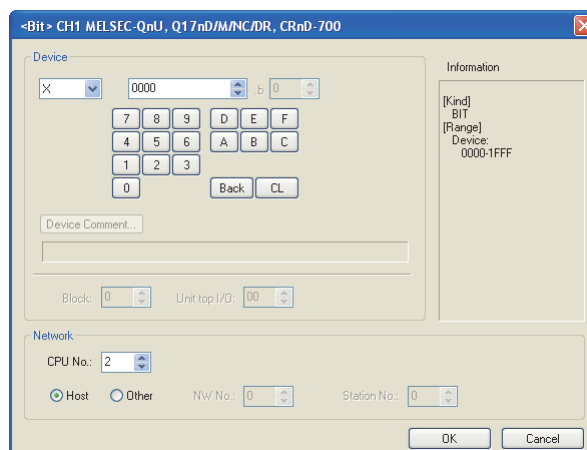 <Bit> CH1 MELSEC-QnU, Q17nD/M/NC/DR, CRnD-700
Device
X 0000 .b 0
7 8 9 D E F
4 5 6 A B C
1 2 3
0 Back CL
Device Comment...
Block: 0 Unit top I/O: 00
Information
[Kind]
BIT
[Range]
Device:
0000-1FFF
Network
CPU No.: 2
Host Other NW No.: 0 Station No.: 0
OK Cancel